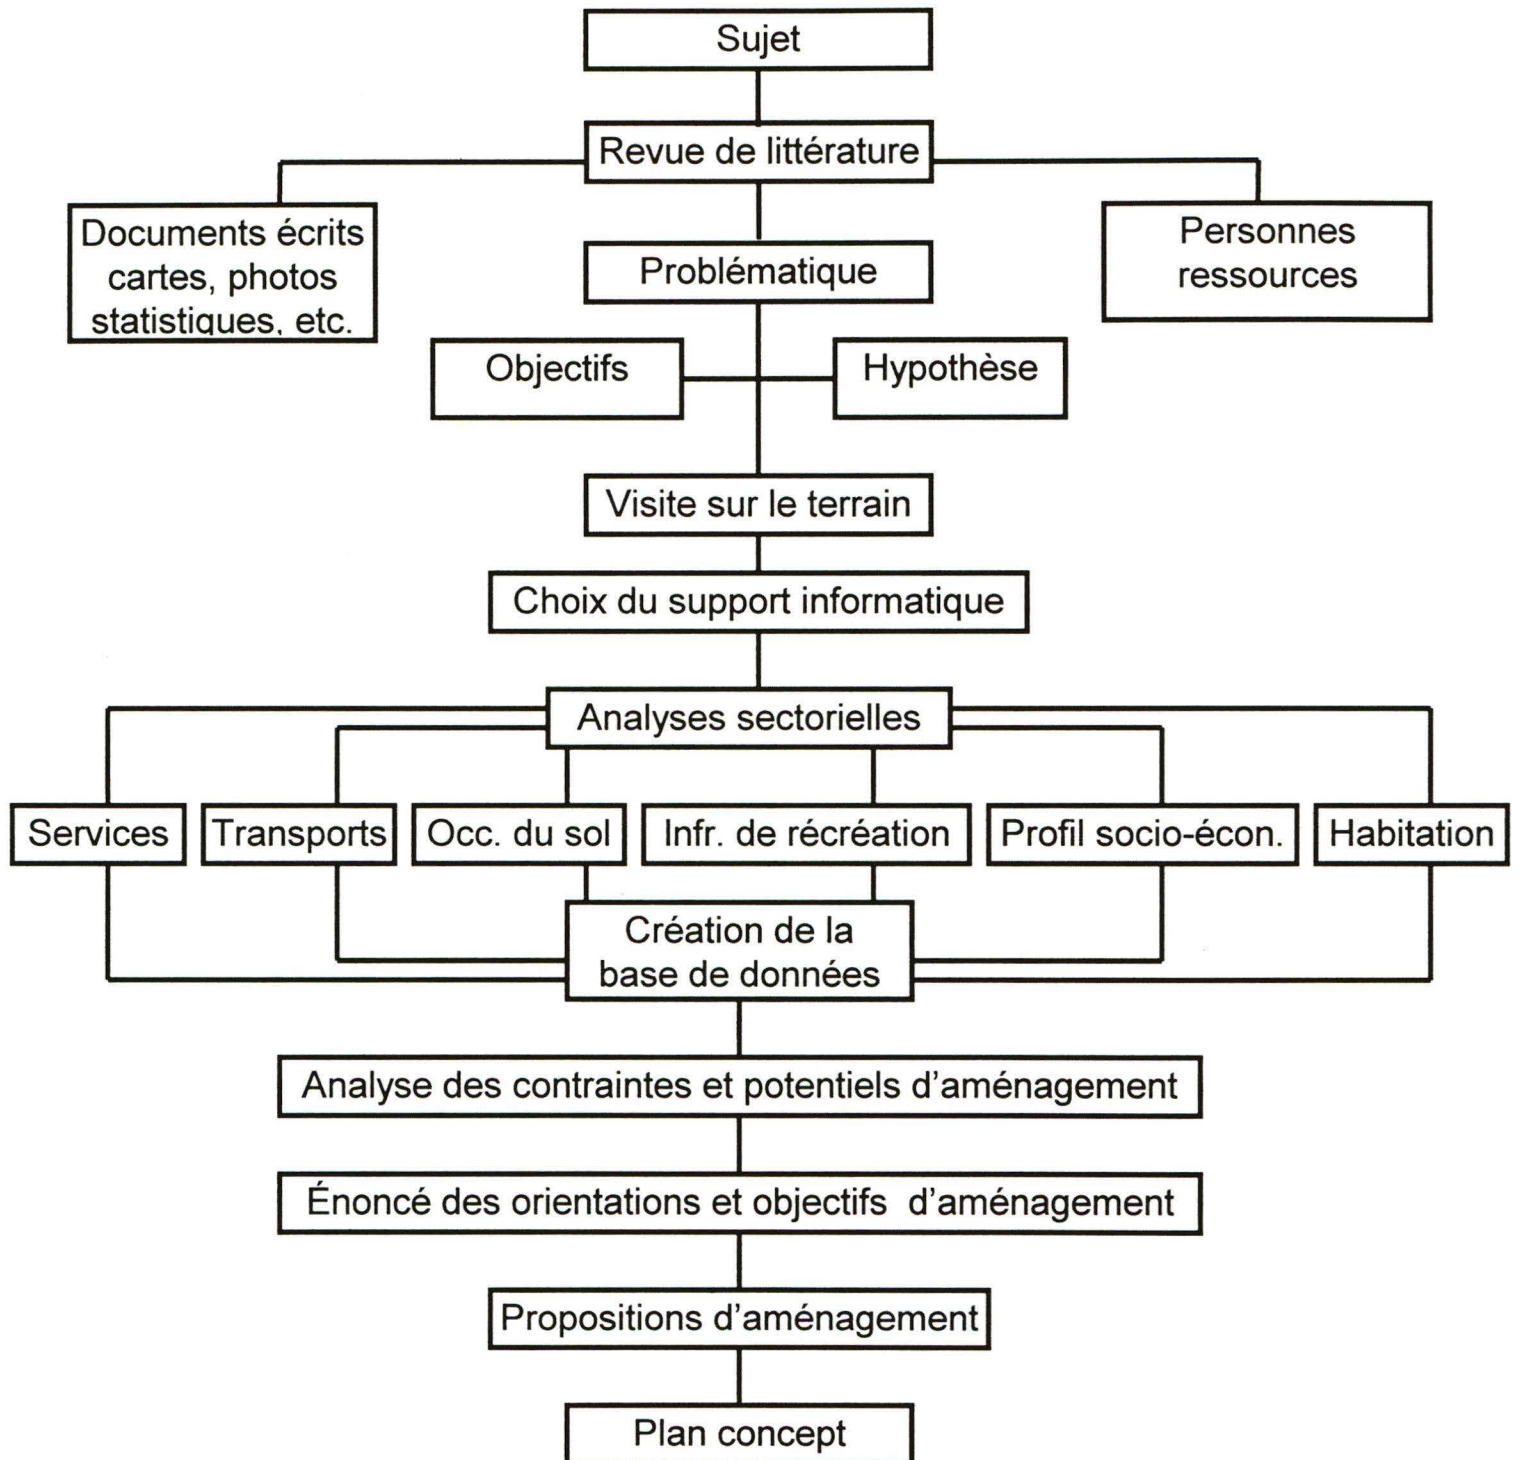 Sujet
Revue de littérature
Documents écrits
cartes, photos
statistiques, etc.
Personnes
ressources
Problématique
Objectifs
Hypothèse
Visite sur le terrain
Choix du support informatique
Analyses sectorielles
Services
Transports
Occ. du sol
Infr. de récréation
Profil socio-écon.
Habitation
Création de la
base de données
Analyse des contraintes et potentiels d'aménagement
Énoncé des orientations et objectifs d'aménagement
Propositions d'aménagement
Plan concept